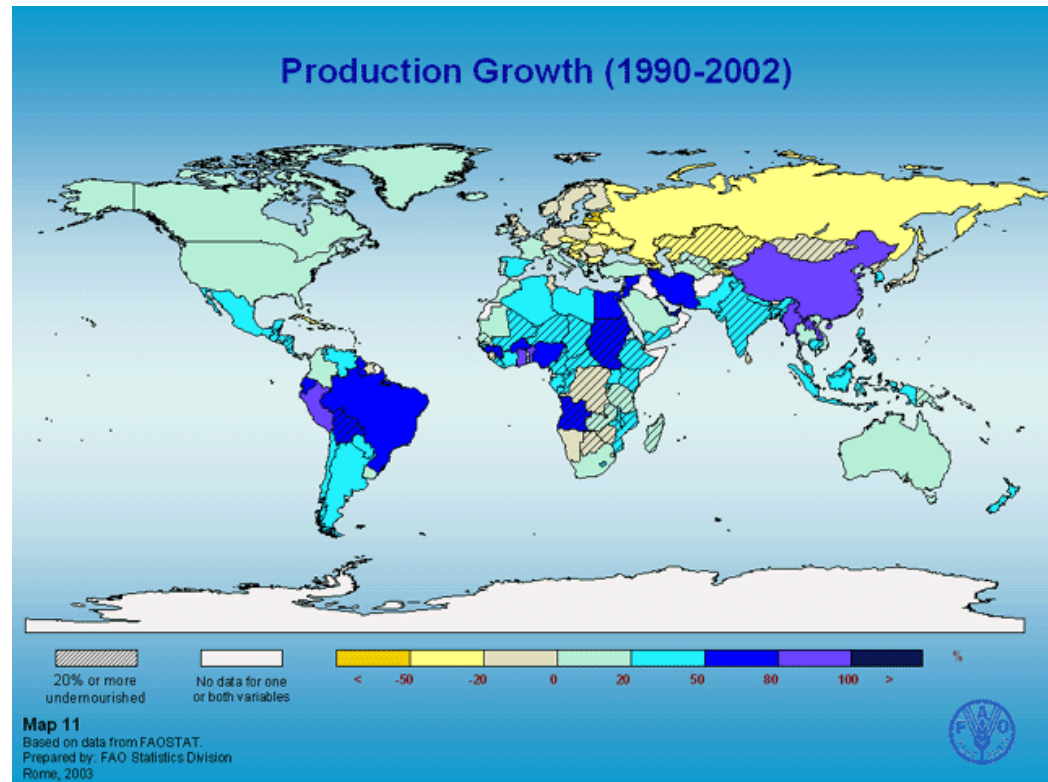 Production Growth (1990-2002)
20% or more
undernourished
No data for one
or both variables
< -50 -20 0 20 50 80 100 >
%
Map 11
Based on data from FAOSTAT.
Prepared by: FAO Statistics Division
Rome, 2003
F A O